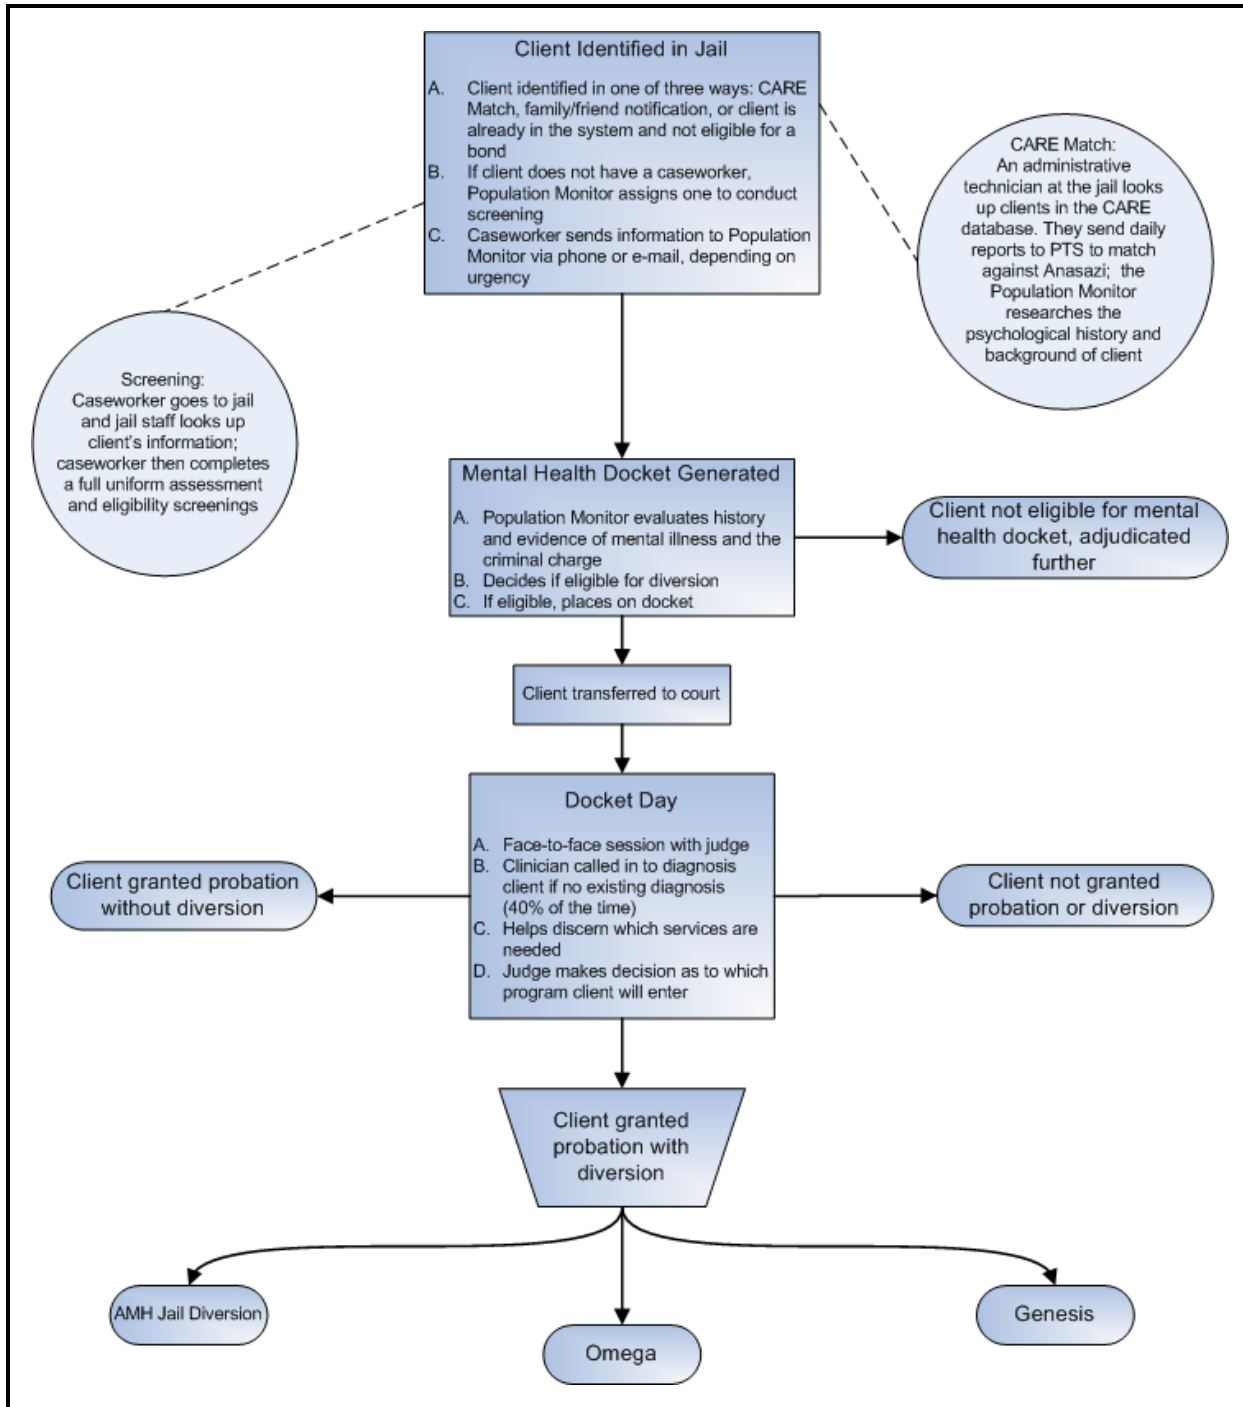 Client Identified in Jail
A. Client identified in one of three ways: CARE
Match, family/friend notification, or client is
already in the system and not eligible for a
bond
B. If client does not have a caseworker,
Population Monitor assigns one to conduct
screening
C. Caseworker sends information to Population
Monitor via phone or e-mail, depending on
urgency
CARE Match:
An administrative
technician at the jail looks
up clients in the CARE
database. They send daily
reports to PTS to match
against Anasazi; the
Population Monitor
researches the
psychological history and
background of client
Screening:
Caseworker goes to jail
and jail staff looks up
client's information;
caseworker then completes
a full uniform assessment
and eligibility screenings
Mental Health Docket Generated
A. Population Monitor evaluates history
and evidence of mental illness and the
criminal charge
B. Decides if eligible for diversion
C. If eligible, places on docket
Client not eligible for mental
health docket, adjudicated
further
Client transferred to court
Docket Day
A. Face-to-face session with judge
B. Clinician called in to diagnosis
client if no existing diagnosis
(40% of the time)
C. Helps discern which services are
needed
D. Judge makes decision as to which
program client will enter
Client granted probation
without diversion
Client not granted
probation or diversion
Client granted
probation with
diversion
AMH Jail Diversion
Omega
Genesis